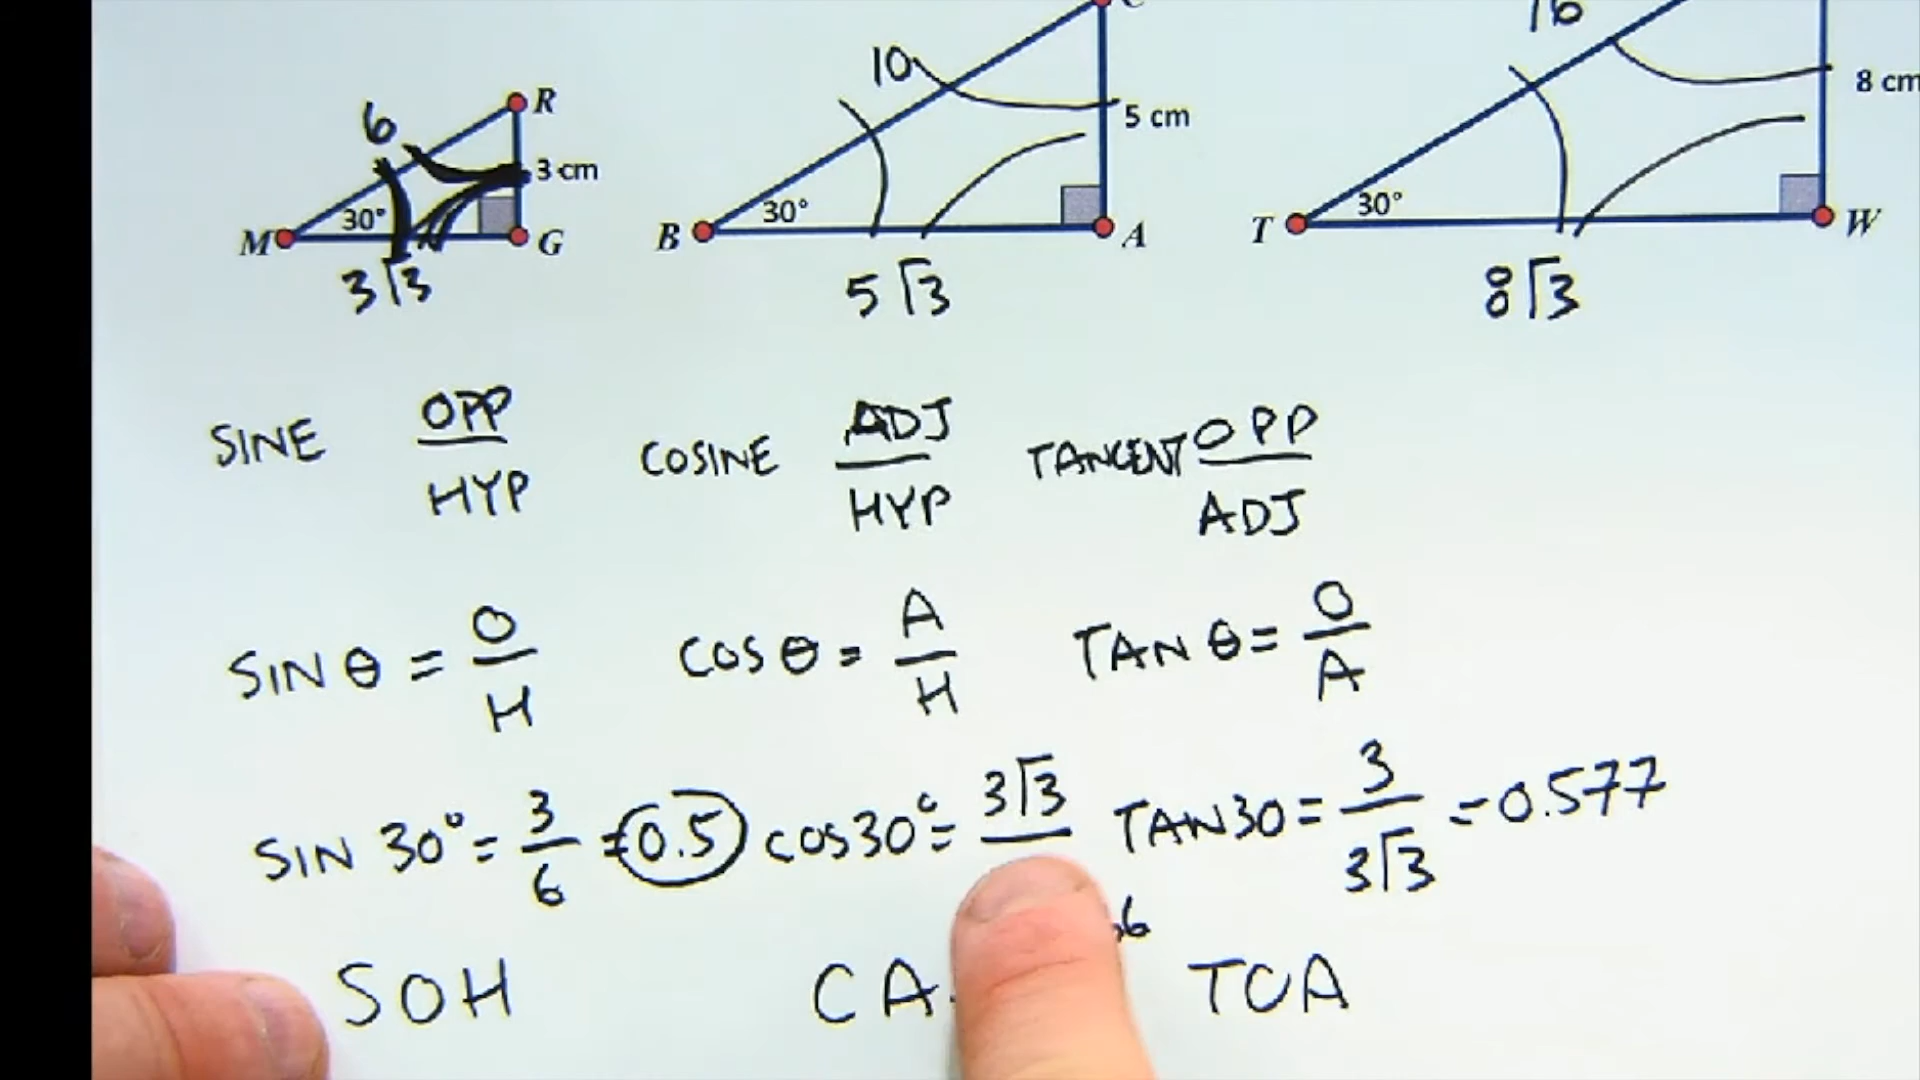 16
10
8 cm
5 cm
R
6
3 cm
30°
30°
30°
M
G
B
A
T
W
3√3
5√3
8√3
SINE OPP/HYP
COSINE ADJ/HYP
TANGENT OPP/ADJ
SIN θ = O/H
COS θ = A/H
TAN θ = O/A
SIN 30° = 3/6 = 0.5
COS 30° = 3√3
TAN 30 = 3/3√3 = 0.577
SOH
CA
TOA